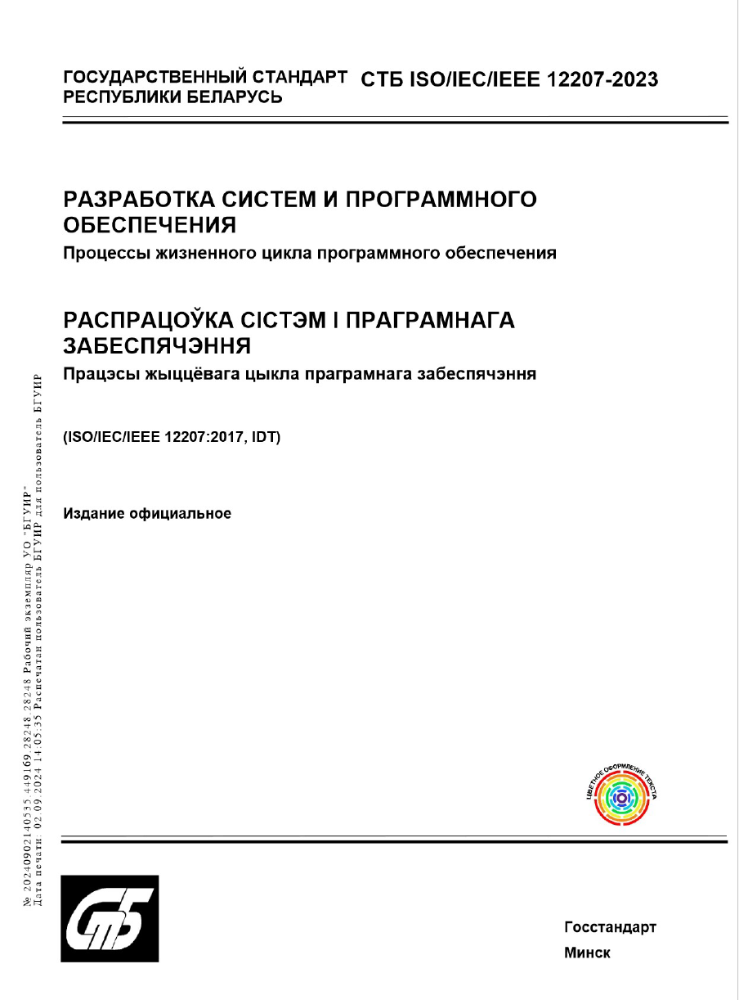 ГОСУДАРСТВЕННЫЙ СТАНДАРТ СТБ ISO/IEC/IEEE 12207-2023
РЕСПУБЛИКИ БЕЛАРУСЬ
РАЗРАБОТКА СИСТЕМ И ПРОГРАММНОГО
ОБЕСПЕЧЕНИЯ
Процессы жизненного цикла программного обеспечения
РАСПРАЦОЎКА СІСТЭМ І ПРАГРАМНАГА
ЗАБЕСПЯЧЭННЯ
Працэсы жыццёвага цыкла праграмнага забеспячэння
(ISO/IEC/IEEE 12207:2017, IDT)
Издание официальное
№ 20240902140535.449169.28248.28248 Рабочий экземпляр УО "БГУИР"
Дата печати: 02.09.2024 14:05:35 Распечатан пользователь БГУИР для пользователь БГУИР
ЦВЕТНОЕ ОФОРМЛЕНИЕ ТЕКСТА
СТБ
Госстандарт
Минск